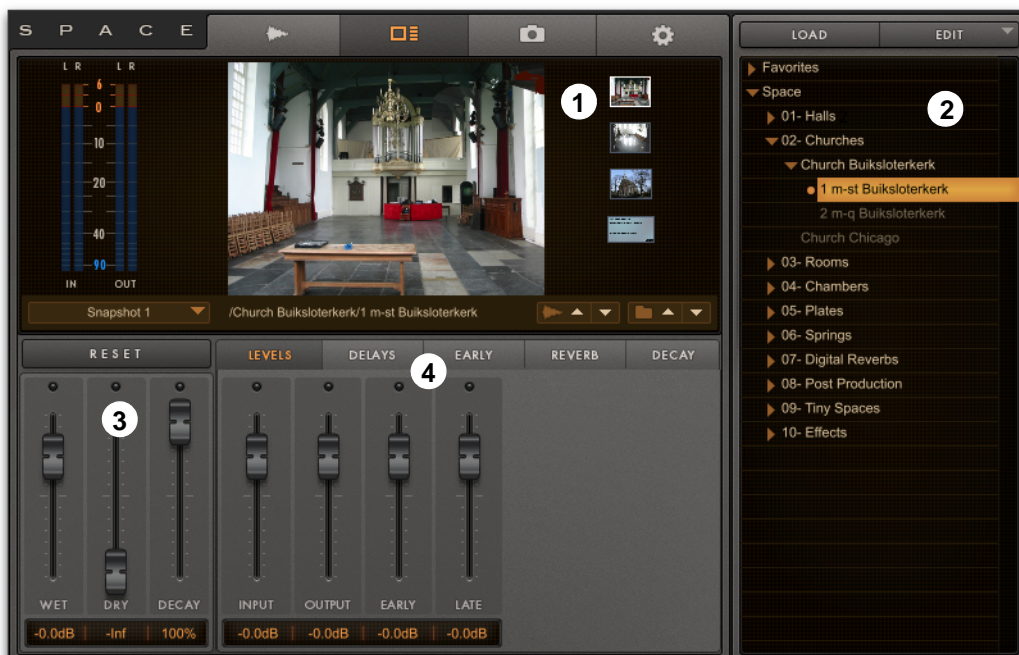 S P A C E
LOAD EDIT
L R L R
6
0
10
20
40
90
IN OUT
1
2
Favorites
Space
01- Halls
02- Churches
Church Buiksloterkerk
1 m-st Buiksloterkerk
2 m-q Buiksloterkerk
Church Chicago
03- Rooms
04- Chambers
05- Plates
06- Springs
07- Digital Reverbs
08- Post Production
09- Tiny Spaces
10- Effects
Snapshot 1 /Church Buiksloterkerk/1 m-st Buiksloterkerk
RESET LEVELS DELAYS EARLY REVERB DECAY
3
4
WET DRY DECAY INPUT OUTPUT EARLY LATE
-0.0dB -Inf 100% -0.0dB -0.0dB -0.0dB -0.0dB